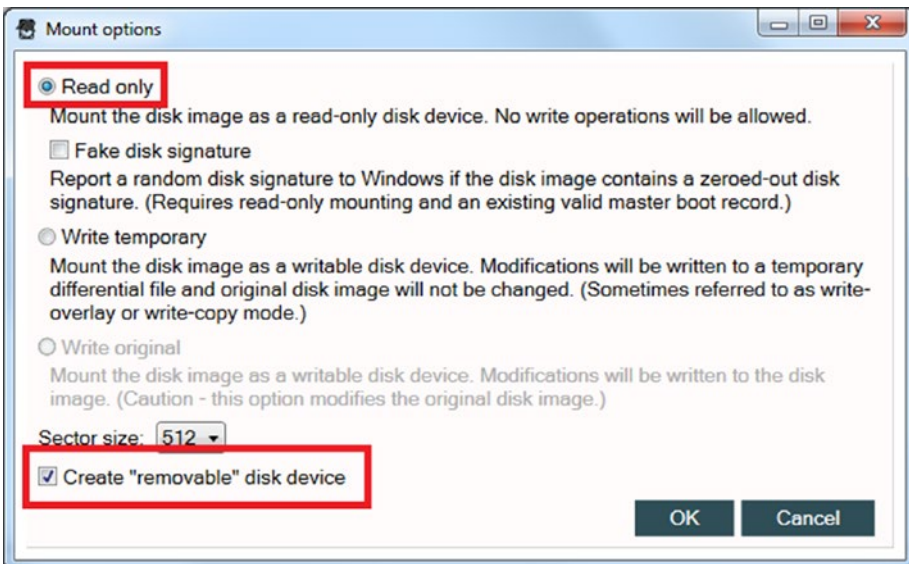 Mount options
Read only
Mount the disk image as a read-only disk device. No write operations will be allowed.
Fake disk signature
Report a random disk signature to Windows if the disk image contains a zeroed-out disk
signature. (Requires read-only mounting and an existing valid master boot record.)
Write temporary
Mount the disk image as a writable disk device. Modifications will be written to a temporary
differential file and original disk image will not be changed. (Sometimes referred to as write-
overlay or write-copy mode.)
Write original
Mount the disk image as a writable disk device. Modifications will be written to the disk
image. (Caution - this option modifies the original disk image.)
Sector size: 512
Create "removable" disk device
OK Cancel